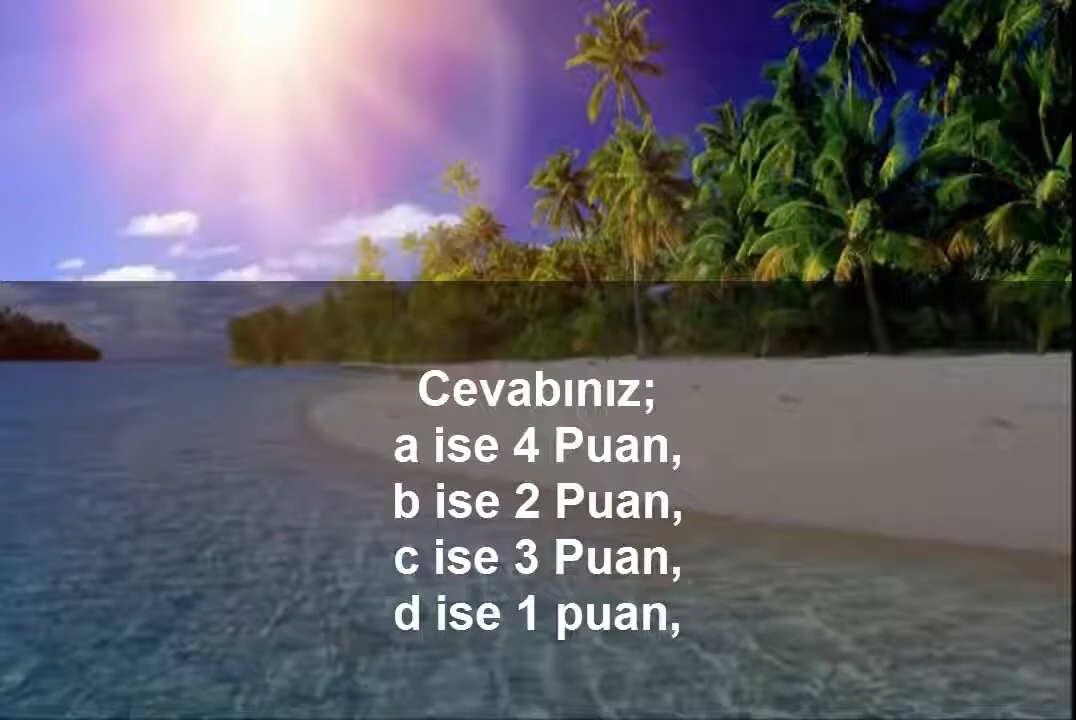 Cevabınız;
a ise 4 Puan,
b ise 2 Puan,
c ise 3 Puan,
d ise 1 puan,